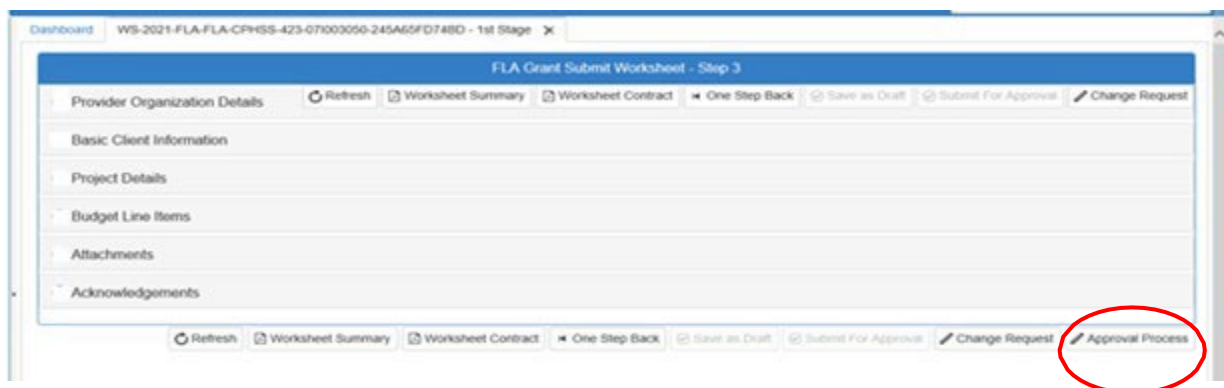 Dashboard WS-2021-FLA-FLA-CPHSS-423-07I003050-245A65FD74BD - 1st Stage ×
FLA Grant Submit Worksheet - Step 3
Provider Organization Details Refresh Worksheet Summary Worksheet Contract One Step Back Save as Draft Submit For Approval Change Request
Basic Client Information
Project Details
Budget Line Items
Attachments
Acknowledgements
Refresh Worksheet Summary Worksheet Contract One Step Back Save as Draft Submit For Approval Change Request Approval Process